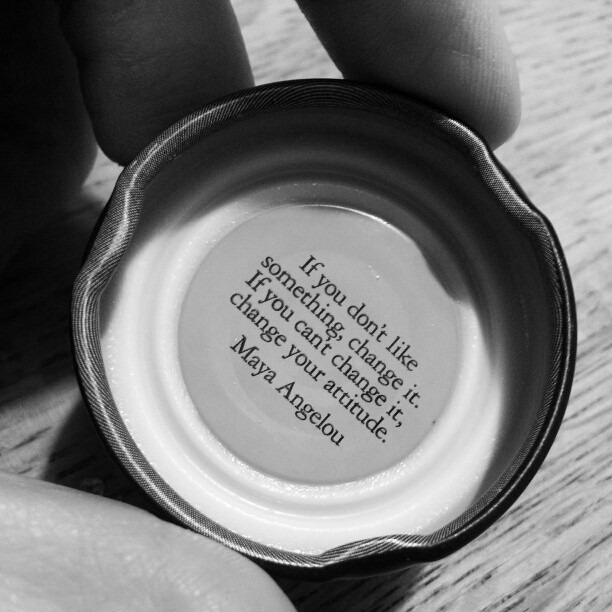 If you don't like
something, change it.
If you can't change it,
change your attitude.
Maya Angelou